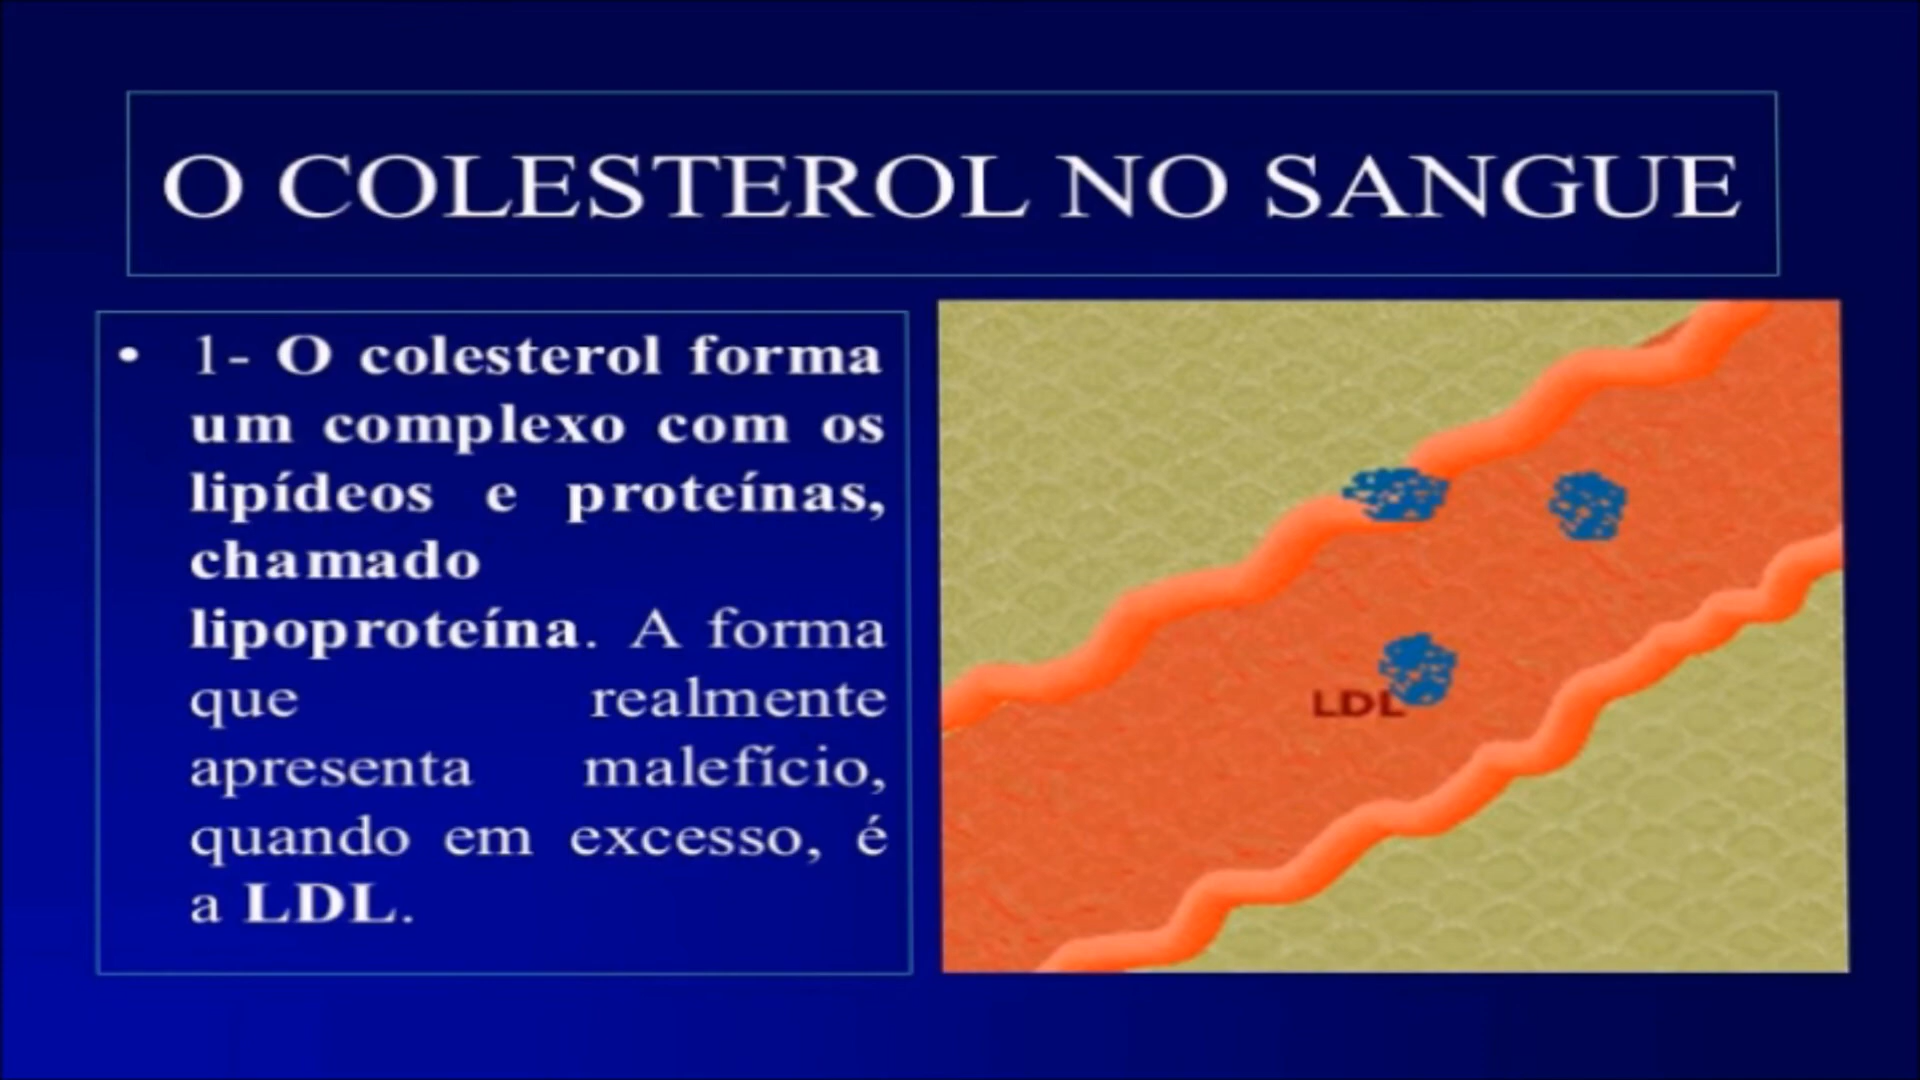 O COLESTEROL NO SANGUE
• 1- O colesterol forma
um complexo com os
lipídeos e proteínas,
chamado
lipoproteína. A forma
que realmente
apresenta malefício,
quando em excesso, é
a LDL.
LDL